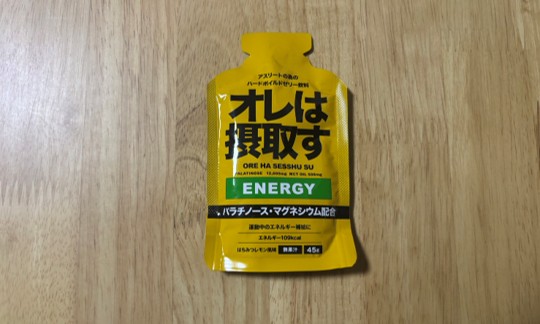 アスリートの為の
ハードボイルドゼリー飲料
オレは
摂取す
ORE HA SESSHU SU
ENERGY
パラチノース・マグネシウム配合
運動中のエネルギー補給に
エネルギー109kcal
はちみつレモン風味 無果汁 45g